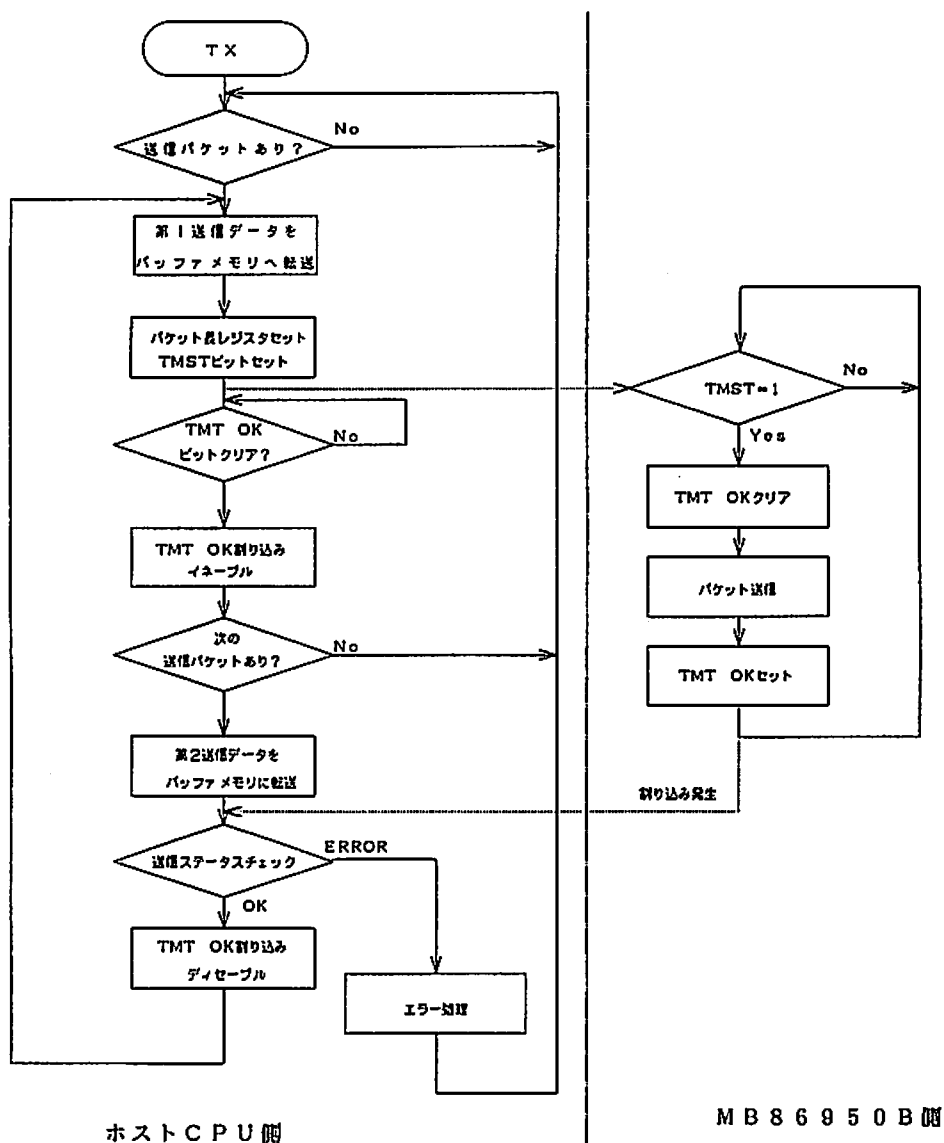 TX
送信パケットあり?
No
第1送信データを
バッファメモリへ転送
パケット長レジスタセット
TMSTビットセット
TMT OK
ビットクリア?
No
TMT OK割り込み
イネーブル
次の
送信パケットあり?
No
第2送信データを
バッファメモリに転送
送信ステータスチェック
ERROR
OK
TMT OK割り込み
ディセーブル
エラー処理
ホストCPU側
TMST=1
No
Yes
TMT OKクリア
パケット送信
TMT OKセット
割り込み発生
MB86950B側